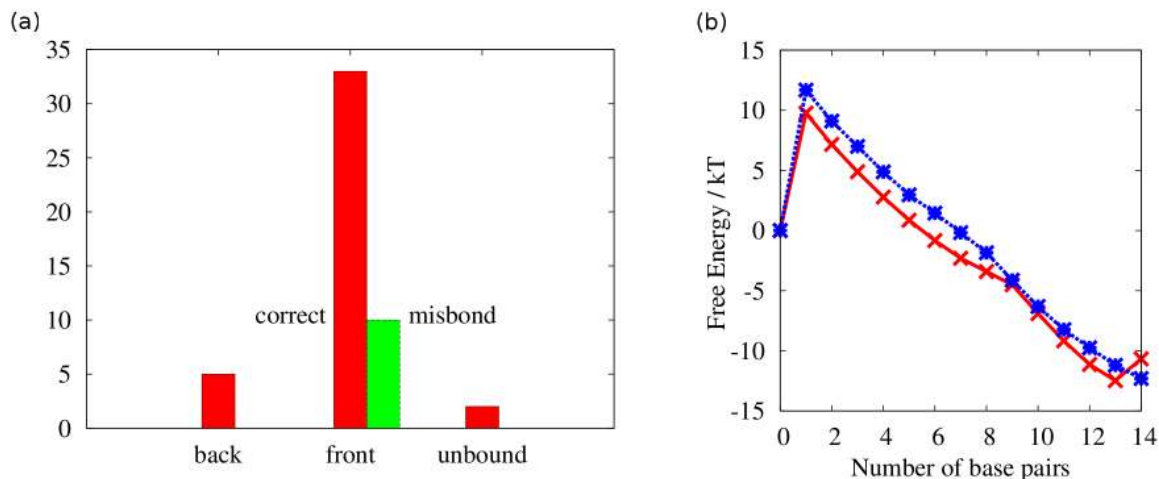 (a)
35
30
25
20
15
10
5
0
correct
misbond
back front unbound
(b)
15
10
5
0
-5
-10
-15
Free Energy / kT
0 2 4 6 8 10 12 14
Number of base pairs